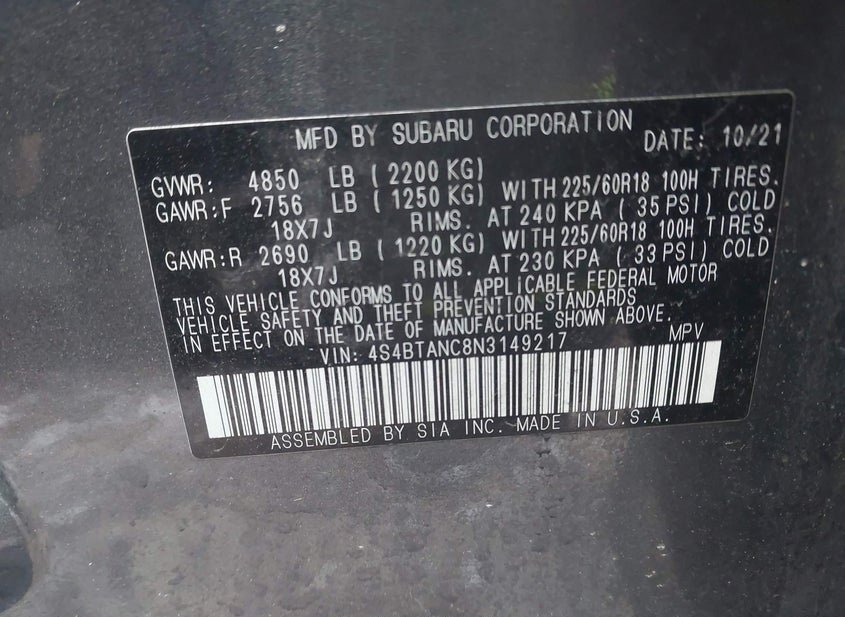 MFD BY SUBARU CORPORATION DATE: 10/21
GVWR: 4850 LB ( 2200 KG)
GAWR:F 2756 LB ( 1250 KG) WITH 225/60R18 100H TIRES.
18X7J RIMS. AT 240 KPA ( 35 PSI) COLD
GAWR:R 2690 LB ( 1220 KG) WITH 225/60R18 100H TIRES.
18X7J RIMS. AT 230 KPA ( 33 PSI) COLD
THIS VEHICLE CONFORMS TO ALL APPLICABLE FEDERAL MOTOR
VEHICLE SAFETY AND THEFT PREVENTION STANDARDS
IN EFFECT ON THE DATE OF MANUFACTURE SHOWN ABOVE.
VIN: 4S4BTANC8N3149217 MPV
ASSEMBLED BY SIA INC. MADE IN U.S.A.